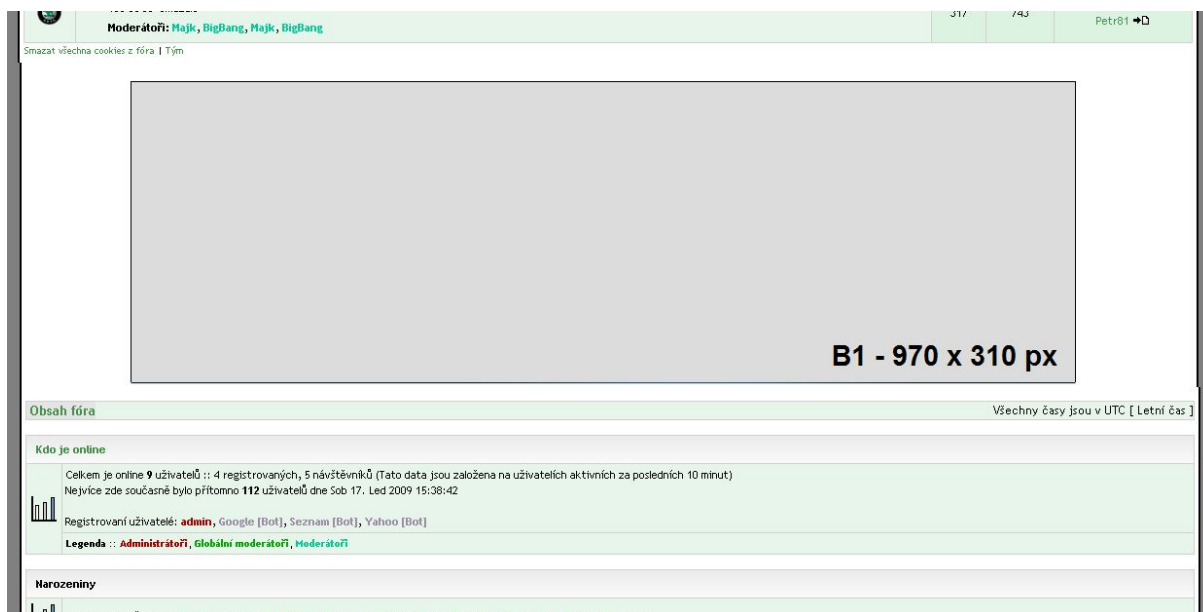 317 743
Moderátoři: Majk, BigBang, Majk, BigBang
Petr81
Smazat všechna cookies z fóra | Tým
B1 - 970 x 310 px
Obsah fóra
Všechny časy jsou v UTC [ Letní čas ]
Kdo je online
Celkem je online 9 uživatelů :: 4 registrovaných, 5 návštěvníků (Tato data jsou založena na uživatelích aktivních za posledních 10 minut)
Nejvíce zde současně bylo přítomno 112 uživatelů dne Sob 17. Led 2009 15:38:42
Registrovaní uživatelé: admin, Google [Bot], Seznam [Bot], Yahoo [Bot]
Legenda :: Administrátoři, Globální moderátoři, Moderátoři
Narozeniny